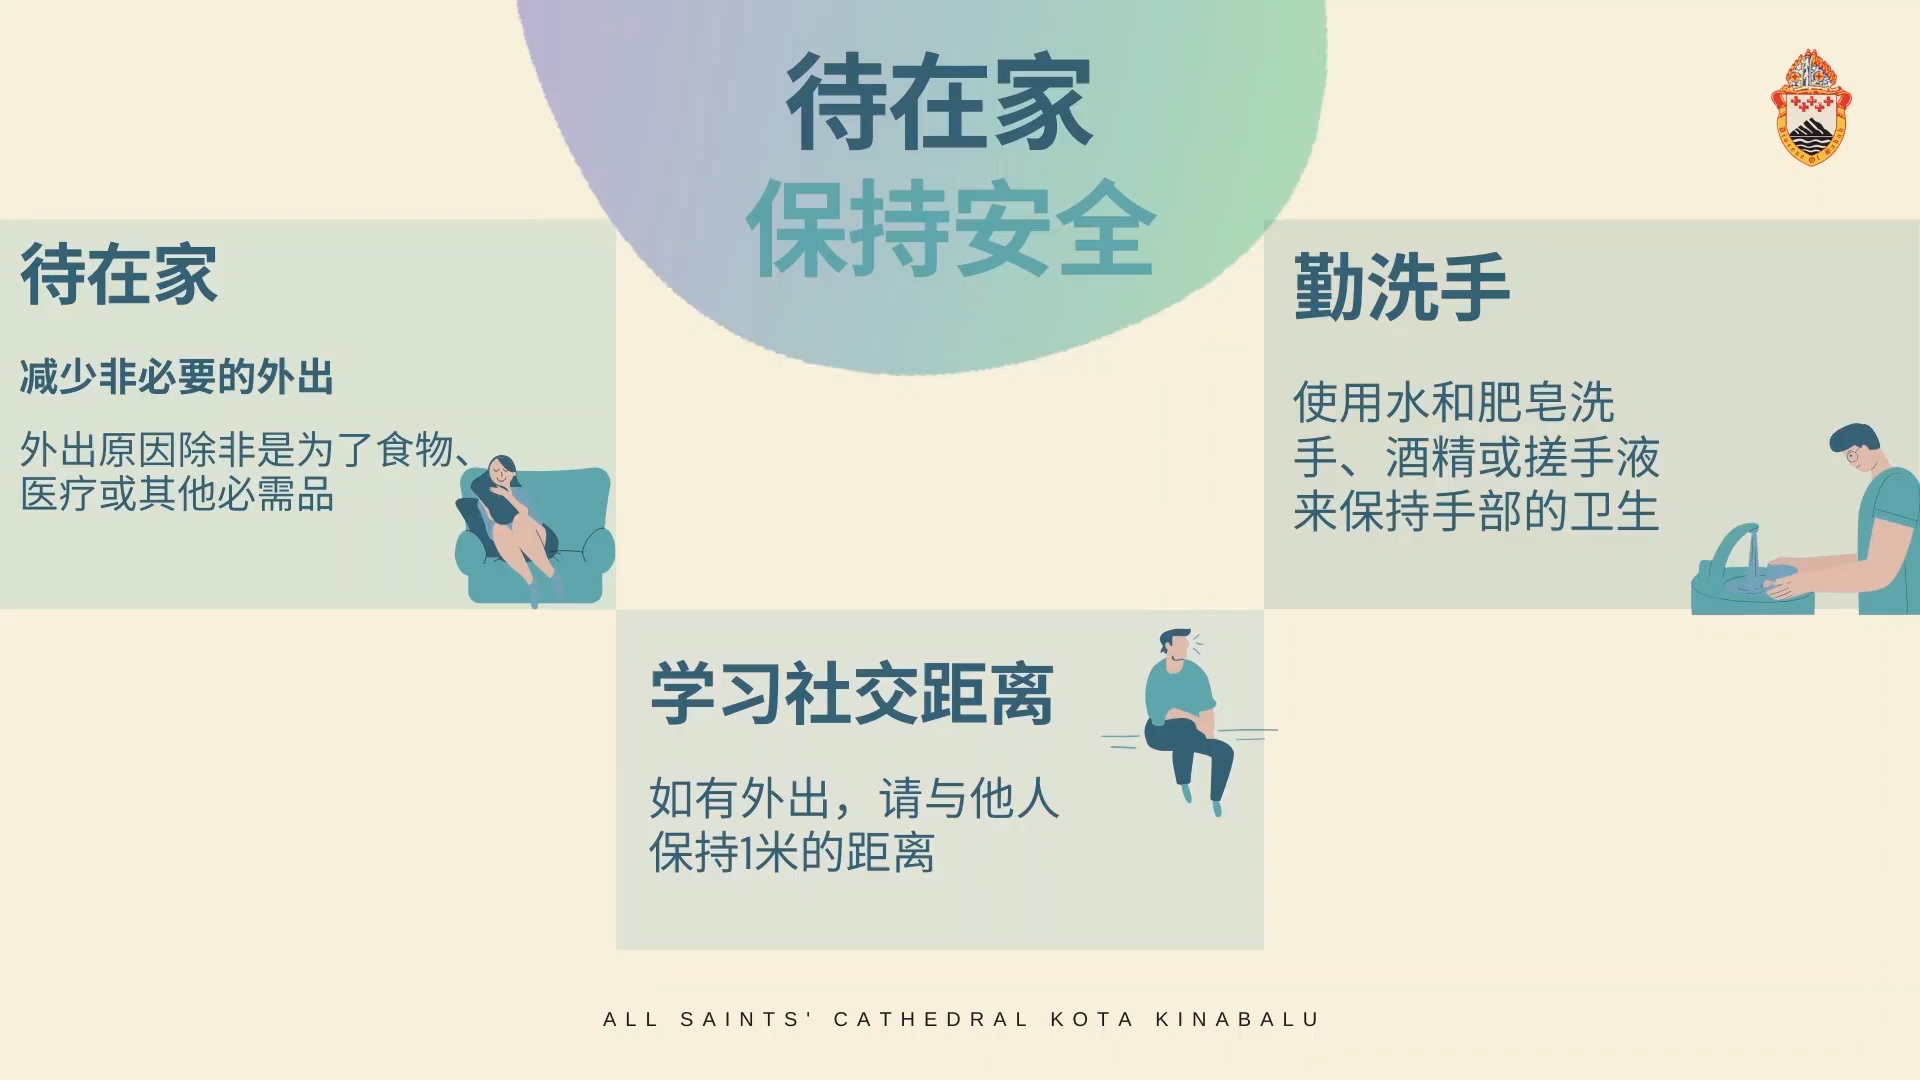 待在家
保持安全
待在家
减少非必要的外出
外出原因除非是为了食物、
医疗或其他必需品
勤洗手
使用水和肥皂洗
手、酒精或搓手液
来保持手部的卫生
学习社交距离
如有外出，请与他人
保持1米的距离
ALL SAINTS' CATHEDRAL KOTA KINABALU
Diocese Of Sabah